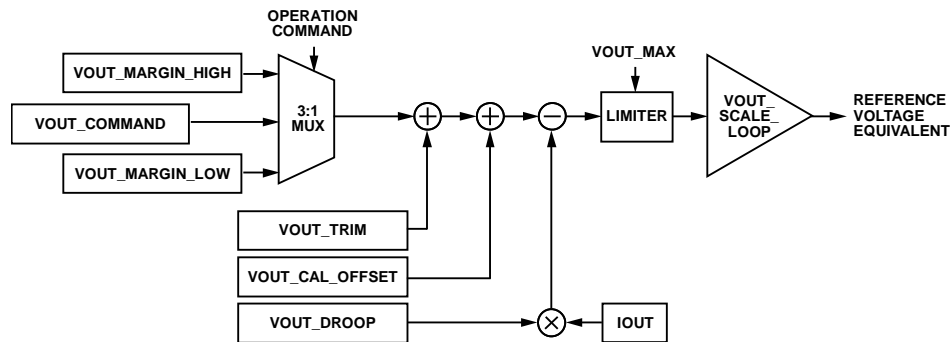 OPERATION
COMMAND
VOUT_MARGIN_HIGH
VOUT_COMMAND
VOUT_MARGIN_LOW
3:1
MUX
VOUT_MAX
LIMITER
VOUT_
SCALE_
LOOP
REFERENCE
VOLTAGE
EQUIVALENT
VOUT_TRIM
VOUT_CAL_OFFSET
VOUT_DROOP
IOUT